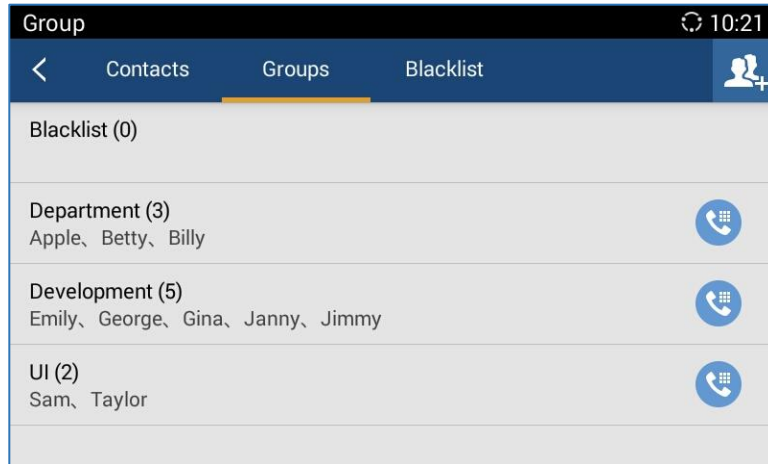 Group 10:21
Contacts Groups Blacklist
Blacklist (0)
Department (3)
Apple、Betty、Billy
Development (5)
Emily、George、Gina、Janny、Jimmy
UI (2)
Sam、Taylor